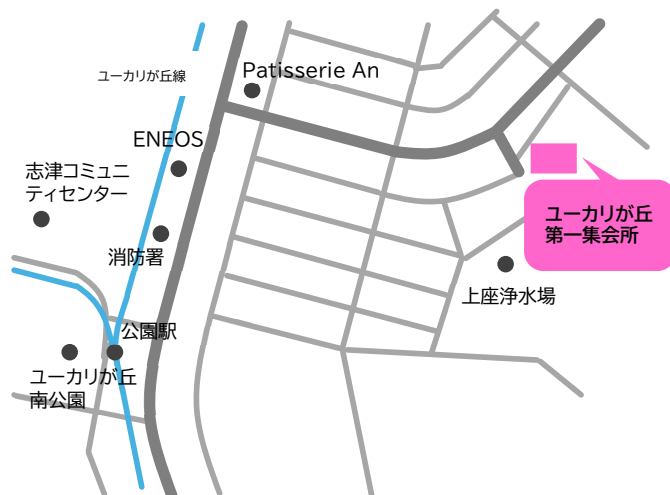 ユーカリが丘線
Patisserie An
ENEOS
志津コミュニ
ティセンター
消防署
ユーカリが丘
第一集会所
上座浄水場
公園駅
ユーカリが丘
南公園